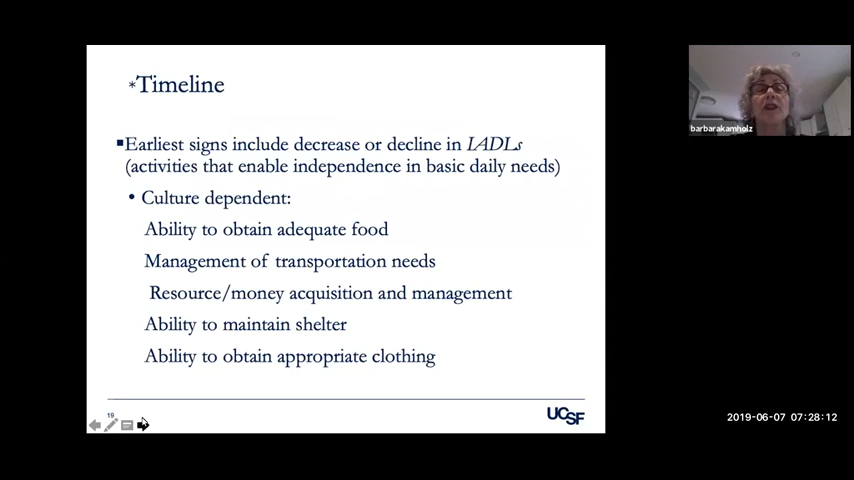 *Timeline
▪Earliest signs include decrease or decline in IADLs
(activities that enable independence in basic daily needs)
• Culture dependent:
Ability to obtain adequate food
Management of transportation needs
Resource/money acquisition and management
Ability to maintain shelter
Ability to obtain appropriate clothing
19
UCSF
barbarakamholz
2019-06-07 07:28:12